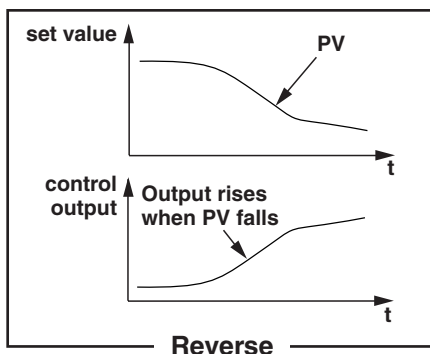 set value
PV
t
control
output
Output rises
when PV falls
t
Reverse